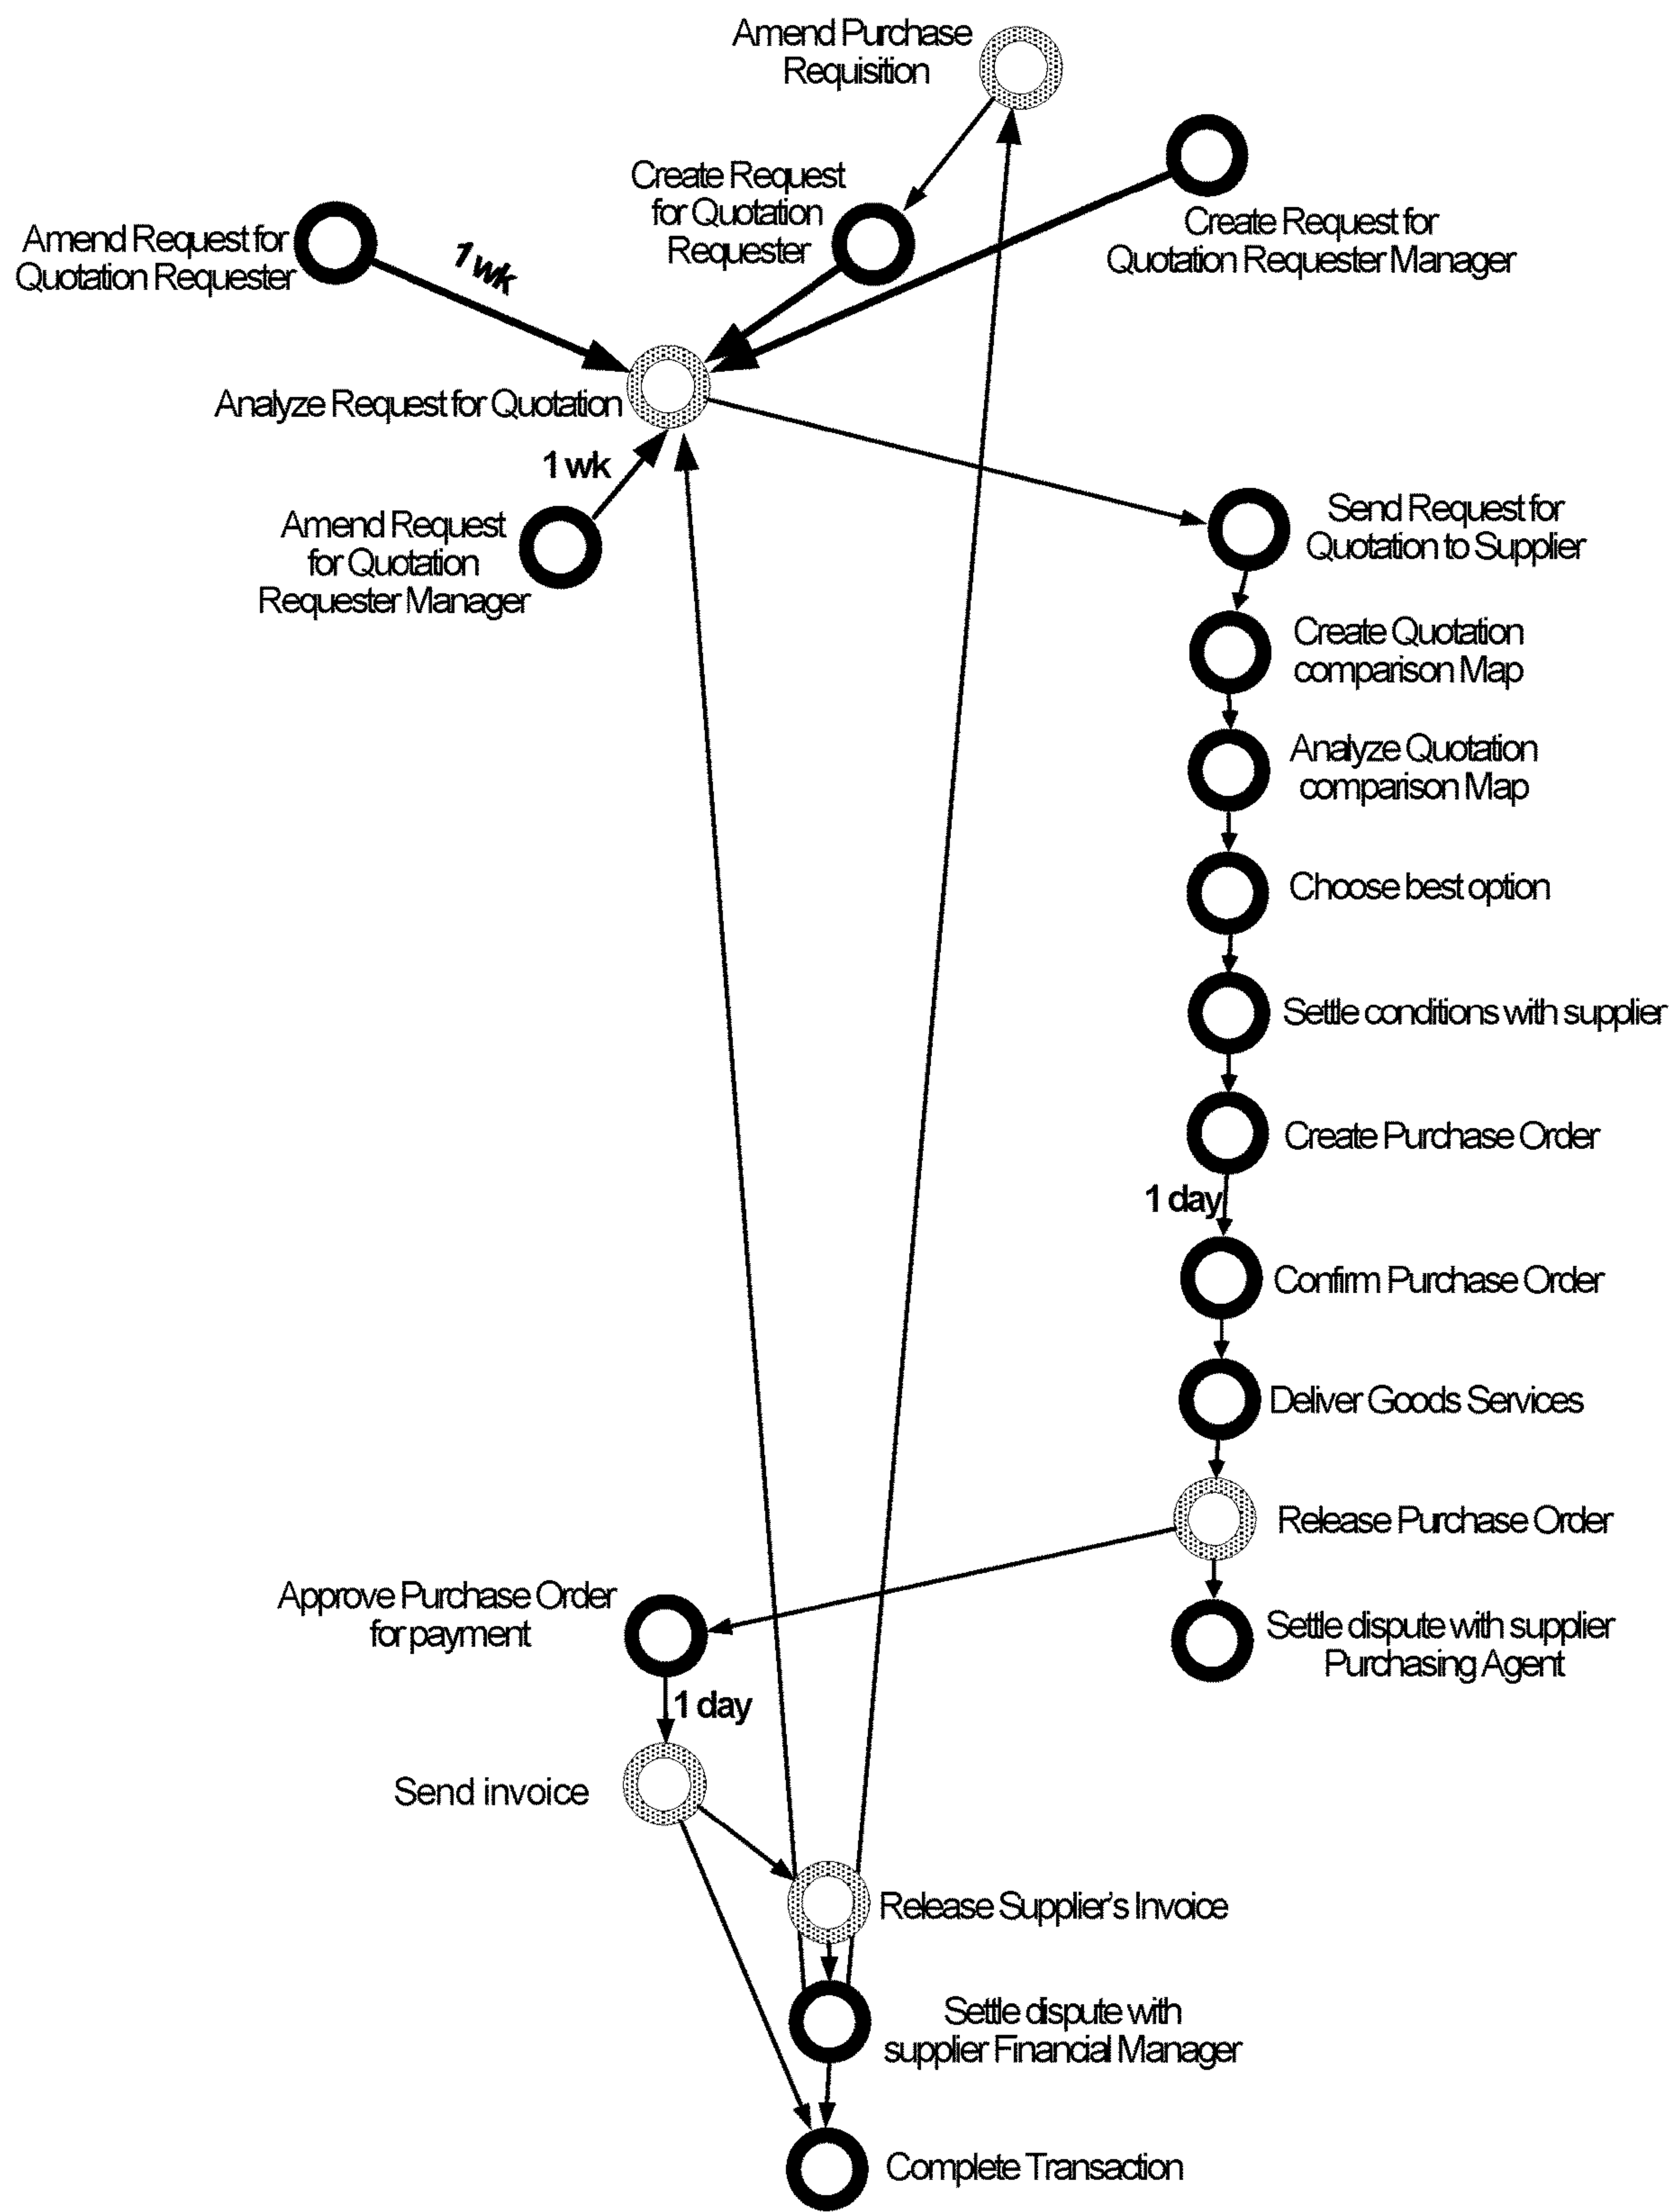 Amend Purchase
Requisition
Create Request
for Quotation
Requester
Create Request for
Quotation Requester Manager
Amend Request for
Quotation Requester
1 wk
Analyze Request for Quotation
1 wk
Amend Request
for Quotation
Requester Manager
Send Request for
Quotation to Supplier
Create Quotation
comparison Map
Analyze Quotation
comparison Map
Choose best option
Settle conditions with supplier
Create Purchase Order
1 day
Confirm Purchase Order
Deliver Goods Services
Release Purchase Order
Approve Purchase Order
for payment
Settle dispute with supplier
Purchasing Agent
1 day
Send invoice
Release Supplier's Invoice
Settle dispute with
supplier Financial Manager
Complete Transaction